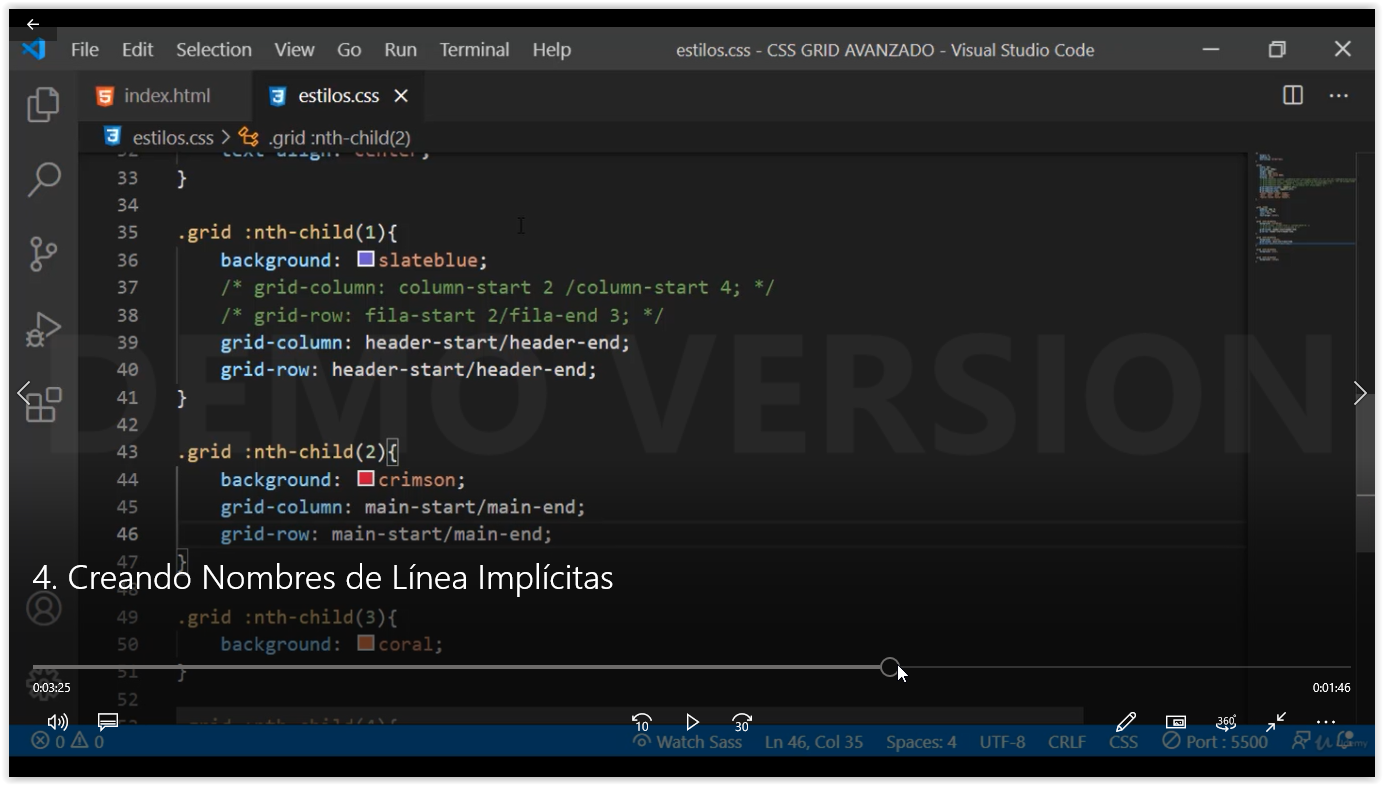 File Edit Selection View Go Run Terminal Help estilos.css - CSS GRID AVANZADO - Visual Studio Code
index.html estilos.css
estilos.css > .grid :nth-child(2)
32 text-align: center;
33 }
34
35 .grid :nth-child(1){
36 background: slateblue;
37 /* grid-column: column-start 2 /column-start 4; */
38 /* grid-row: fila-start 2/fila-end 3; */
39 grid-column: header-start/header-end;
40 grid-row: header-start/header-end;
41 }
42
43 .grid :nth-child(2){
44 background: crimson;
45 grid-column: main-start/main-end;
46 grid-row: main-start/main-end;
47 }
4. Creando Nombres de Línea Implícitas
48
49 .grid :nth-child(3){
50 background: coral;
51 }
0:03:25 0:01:46
52
53 .grid :nth-child(4){
10 30 360
0 0 Watch Sass Ln 46, Col 35 Spaces: 4 UTF-8 CRLF CSS Port : 5500
DEMO VERSION